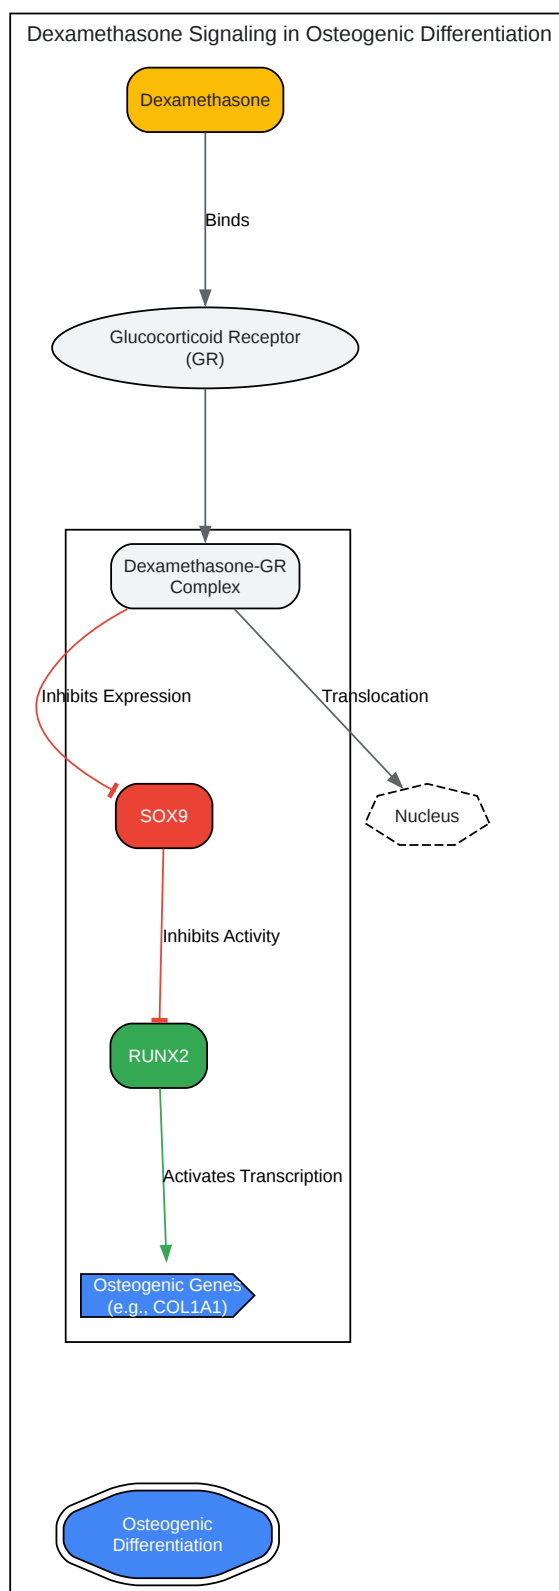 Dexamethasone Signaling in Osteogenic Differentiation
Dexamethasone
Binds
Glucocorticoid Receptor
(GR)
Dexamethasone-GR
Complex
Inhibits Expression
Translocation
SOX9
Nucleus
Inhibits Activity
RUNX2
Activates Transcription
Osteogenic Genes
(e.g., COL1A1)
Osteogenic
Differentiation